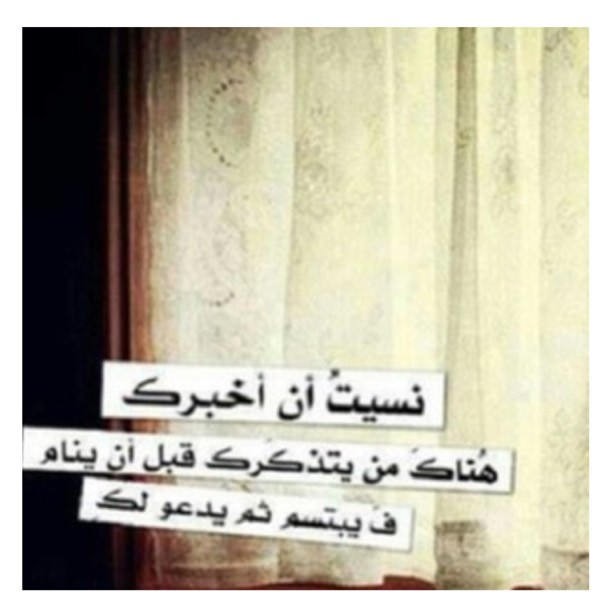 نسيتُ أن أخبرك
هُناكَ من يتذكرك قبل أن ينام
فَ يبتسم ثم يدعو لكِ